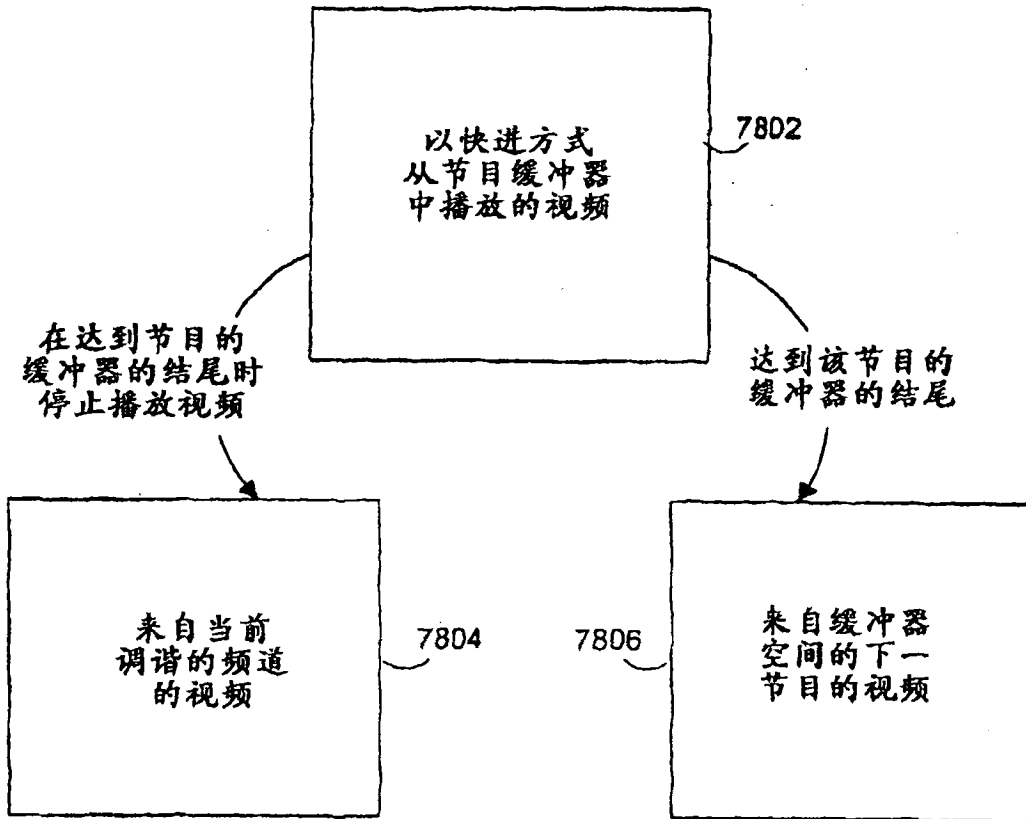 以快进方式
从节目缓冲器
中播放的视频
7802
在达到节目的
缓冲器的结尾时
停止播放视频
达到该节目的
缓冲器的结尾
来自当前
调谐的频道
的视频
7804
7806
来自缓冲器
空间的下一
节目的视频